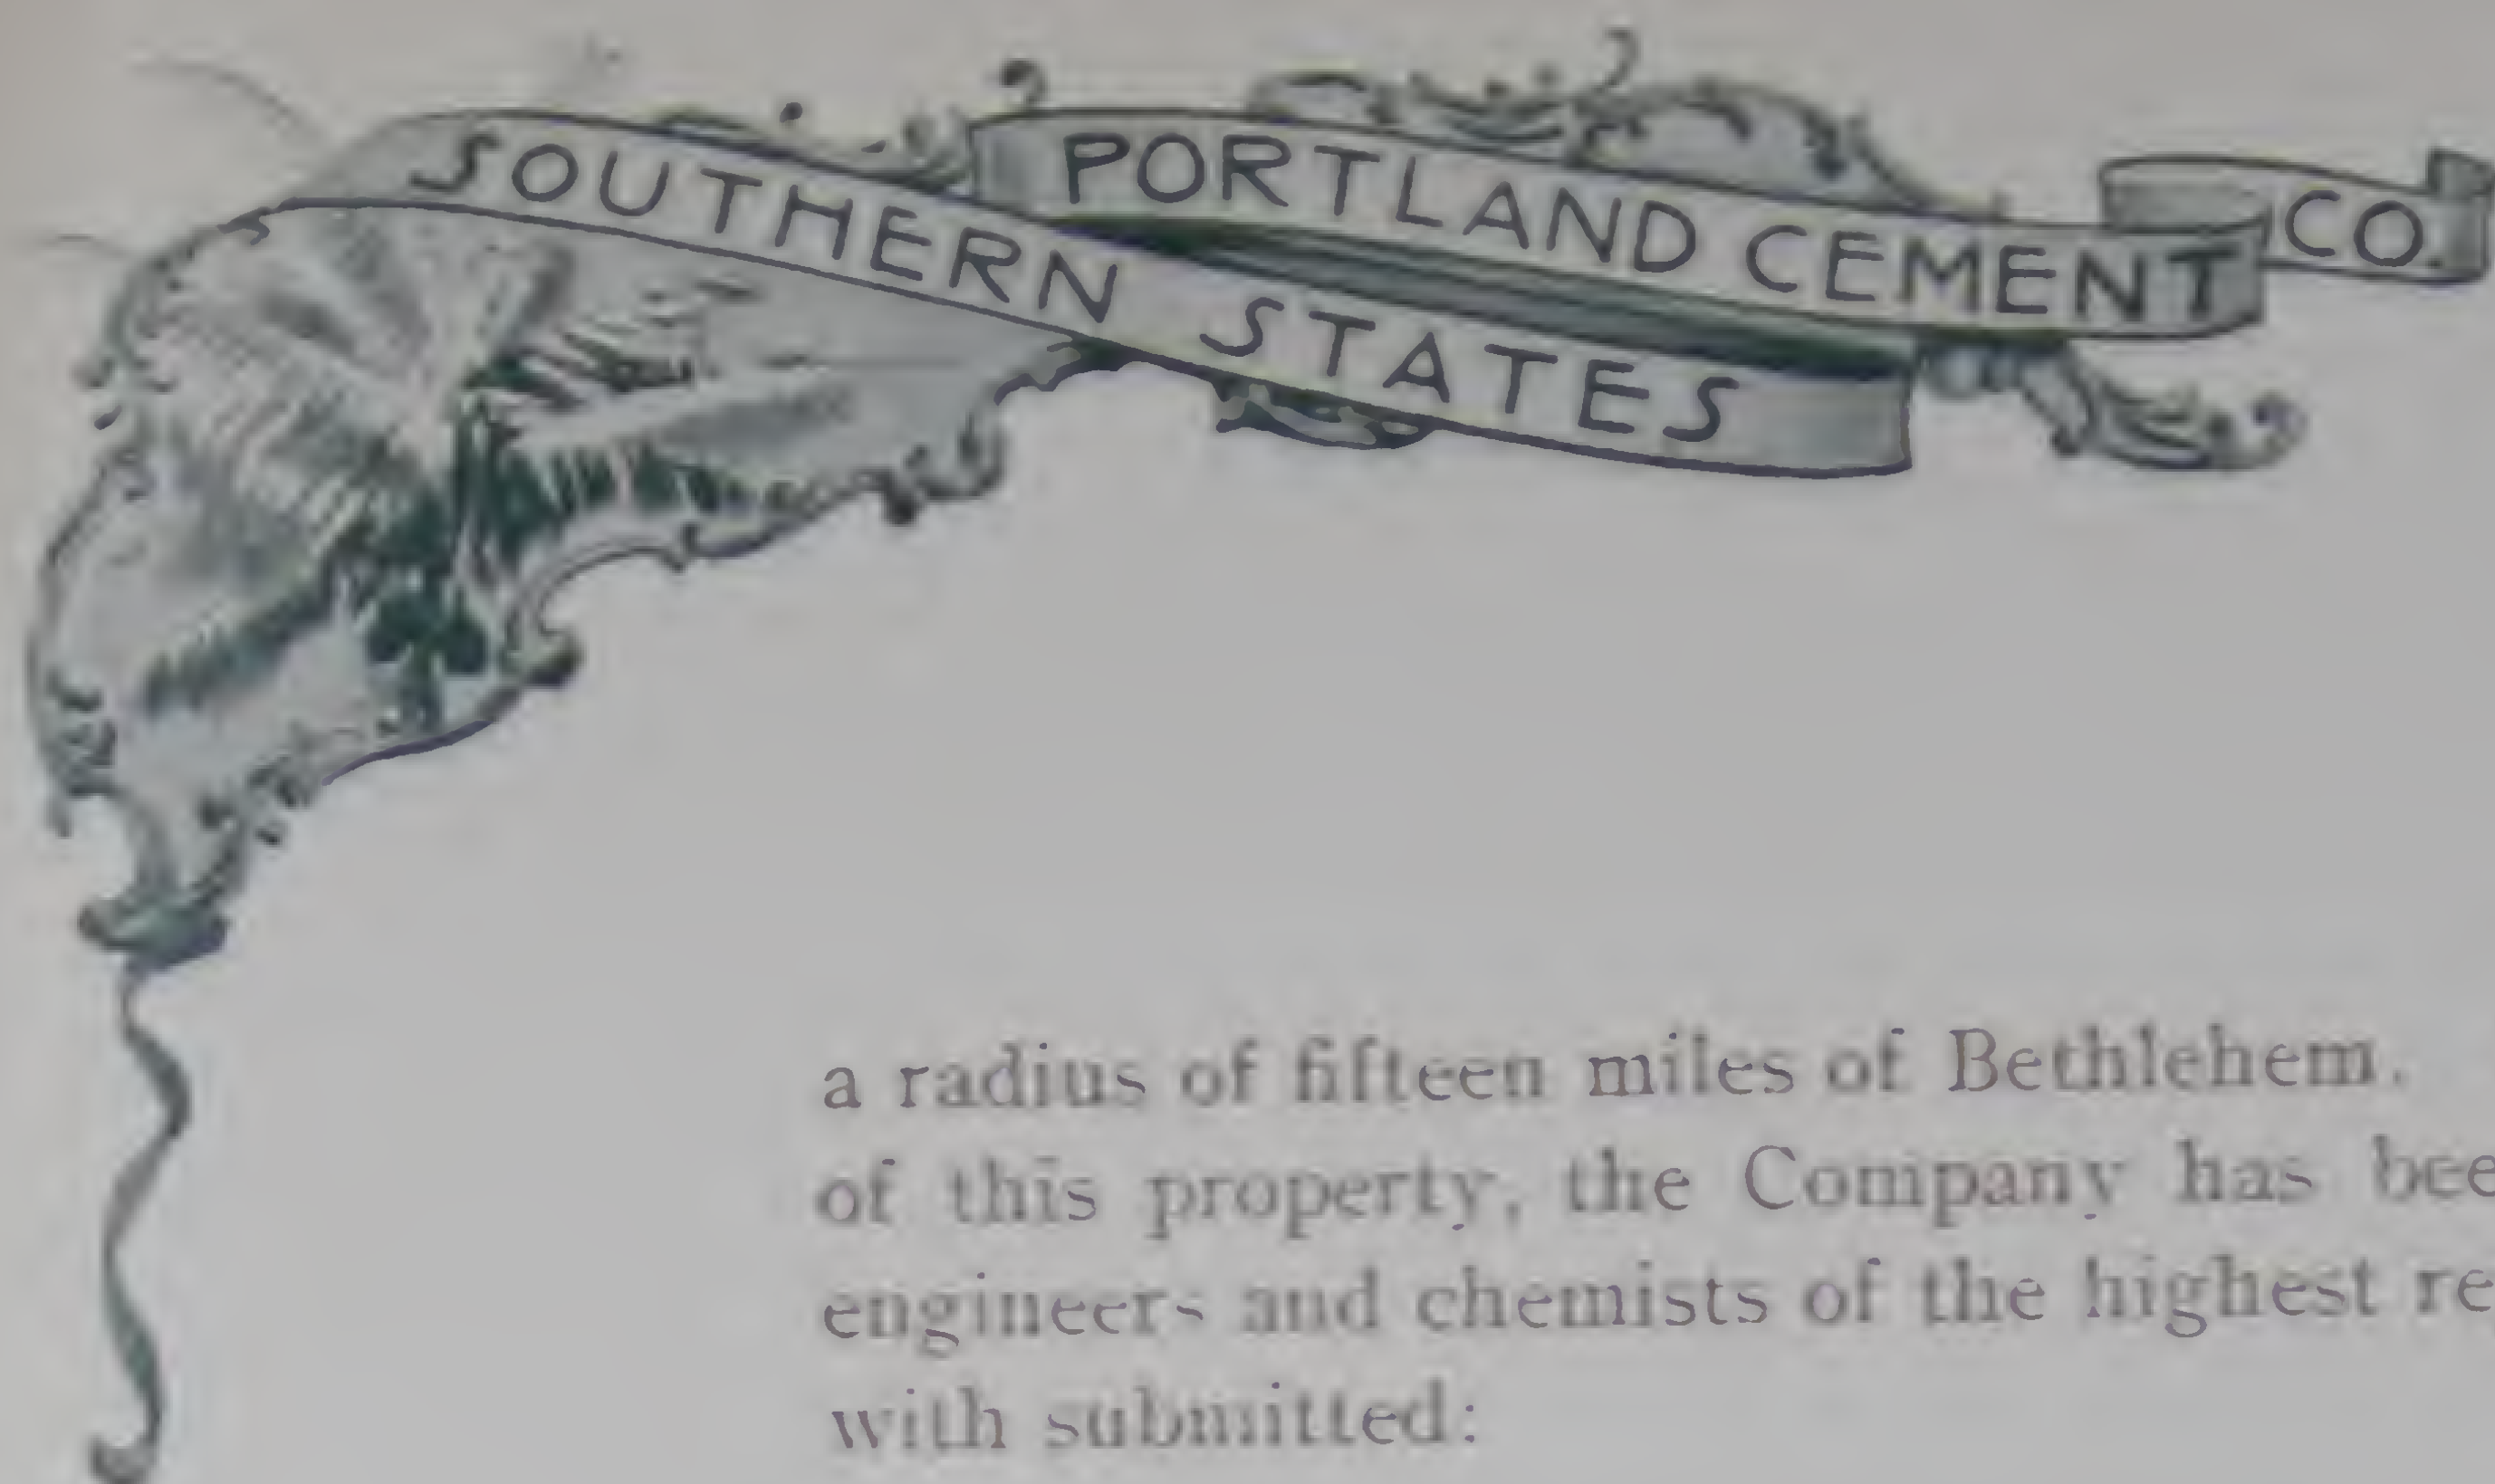 SOUTHERN STATES
PORTLAND CEMENT
CO.
a radius of fifteen miles of Bethlehem.
of this property, the Company has bee
engineers and chemists of the highest re
with submitted: